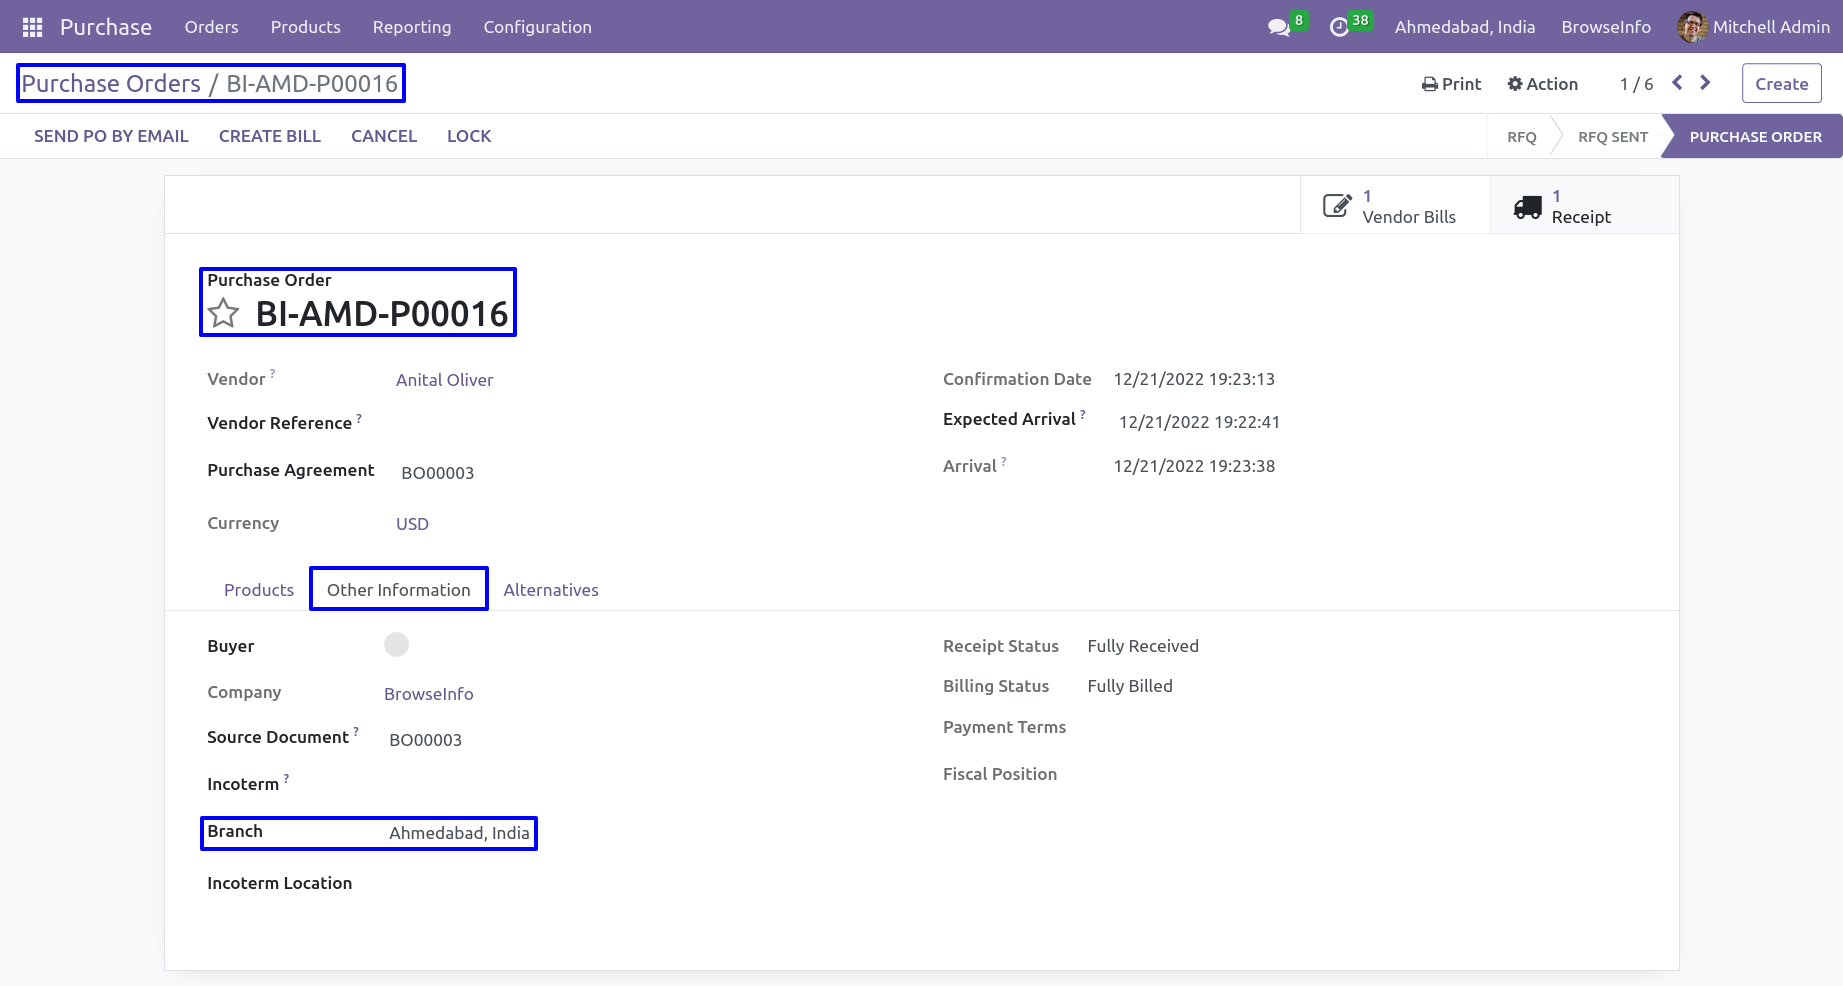 Purchase Orders Products Reporting Configuration 8 38 Ahmedabad, India BrowseInfo Mitchell Admin
Purchase Orders / BI-AMD-P00016 Print Action 1 / 6 Create
SEND PO BY EMAIL CREATE BILL CANCEL LOCK RFQ RFQ SENT PURCHASE ORDER
1
Vendor Bills
1
Receipt
Purchase Order
BI-AMD-P00016
Vendor ? Anital Oliver
Confirmation Date 12/21/2022 19:23:13
Vendor Reference ?
Expected Arrival ? 12/21/2022 19:22:41
Purchase Agreement BO00003
Arrival ? 12/21/2022 19:23:38
Currency USD
Products Other Information Alternatives
Buyer
Receipt Status Fully Received
Company BrowseInfo
Billing Status Fully Billed
Source Document ? BO00003
Payment Terms
Incoterm ?
Fiscal Position
Branch Ahmedabad, India
Incoterm Location